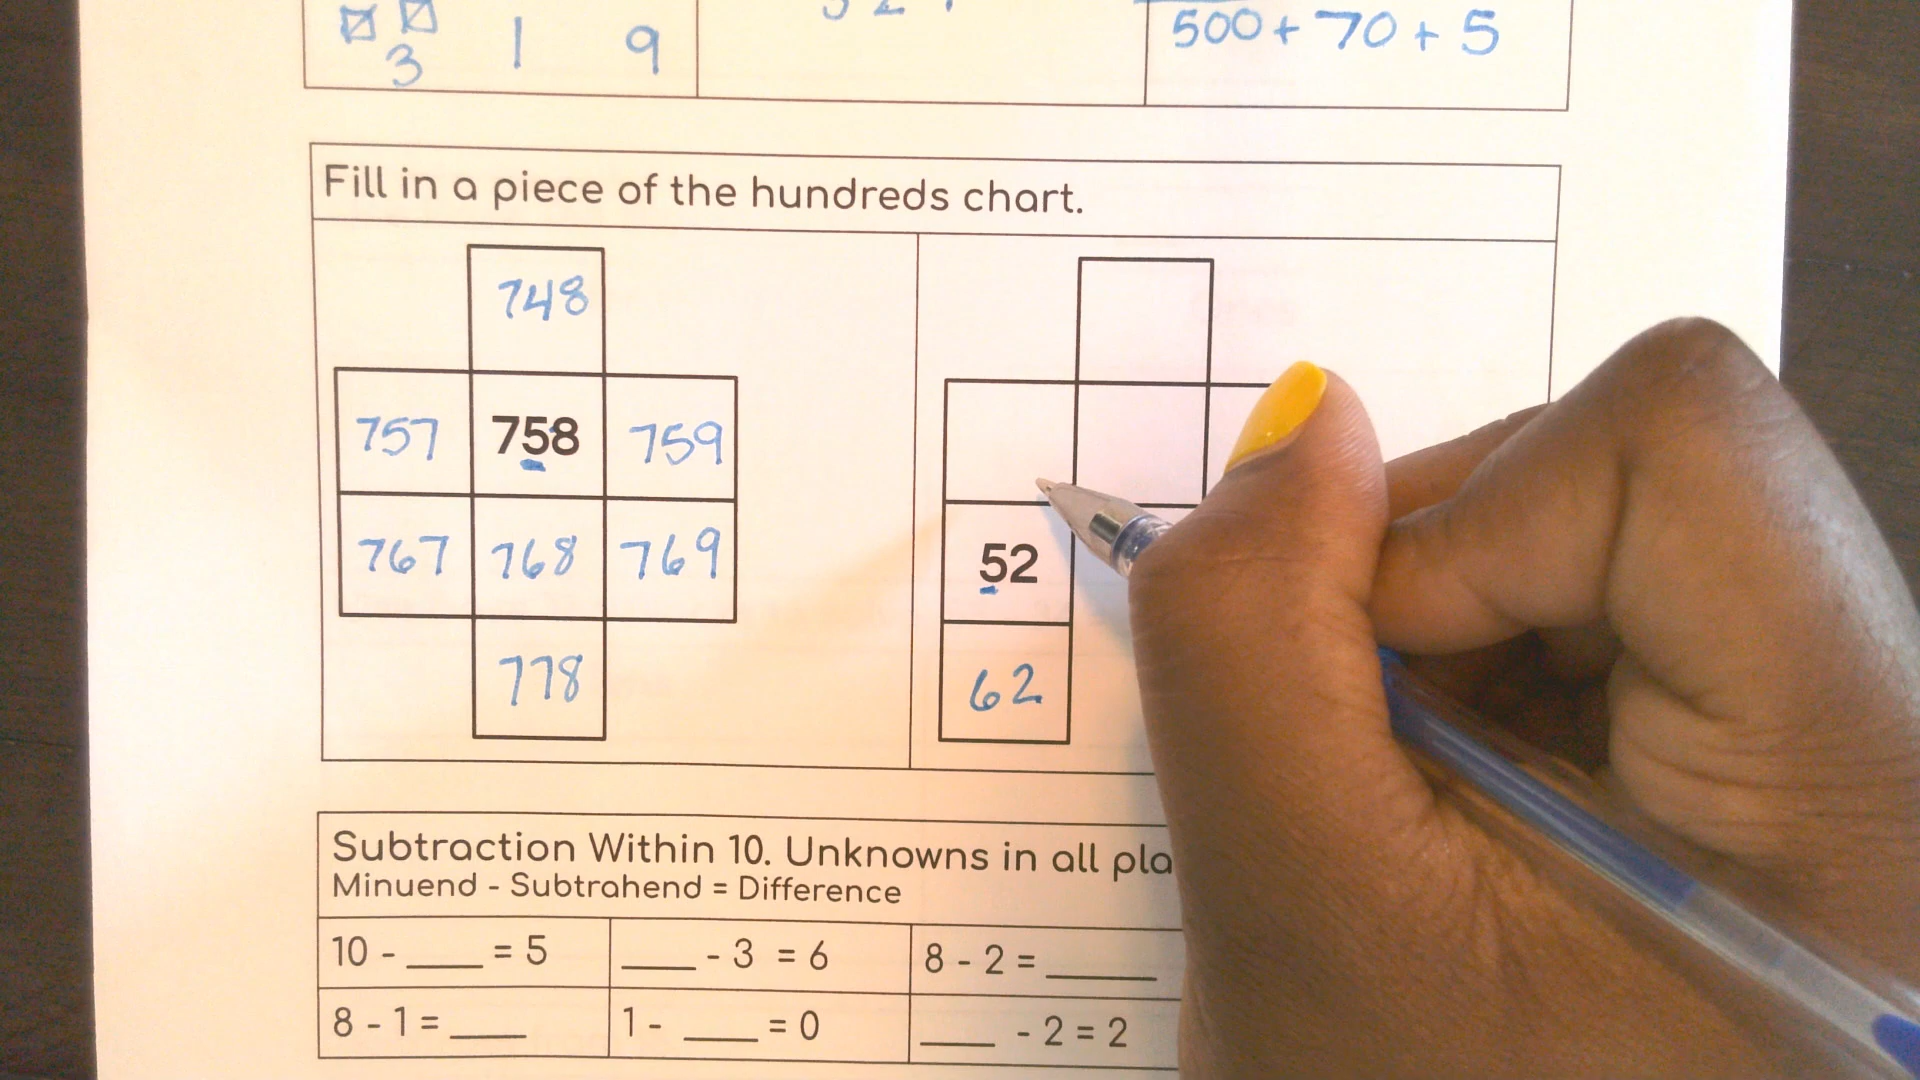 3 1 9
500 + 70 + 5
Fill in a piece of the hundreds chart.
748
757 758 759
767 768 769
778
52
62
Subtraction Within 10. Unknowns in all
Minuend - Subtrahend = Difference
10 - ____ = 5
____ - 3 = 6
8 - 2 = ____
8 - 1 = ____
1 - ____ = 0
____ - 2 = 2